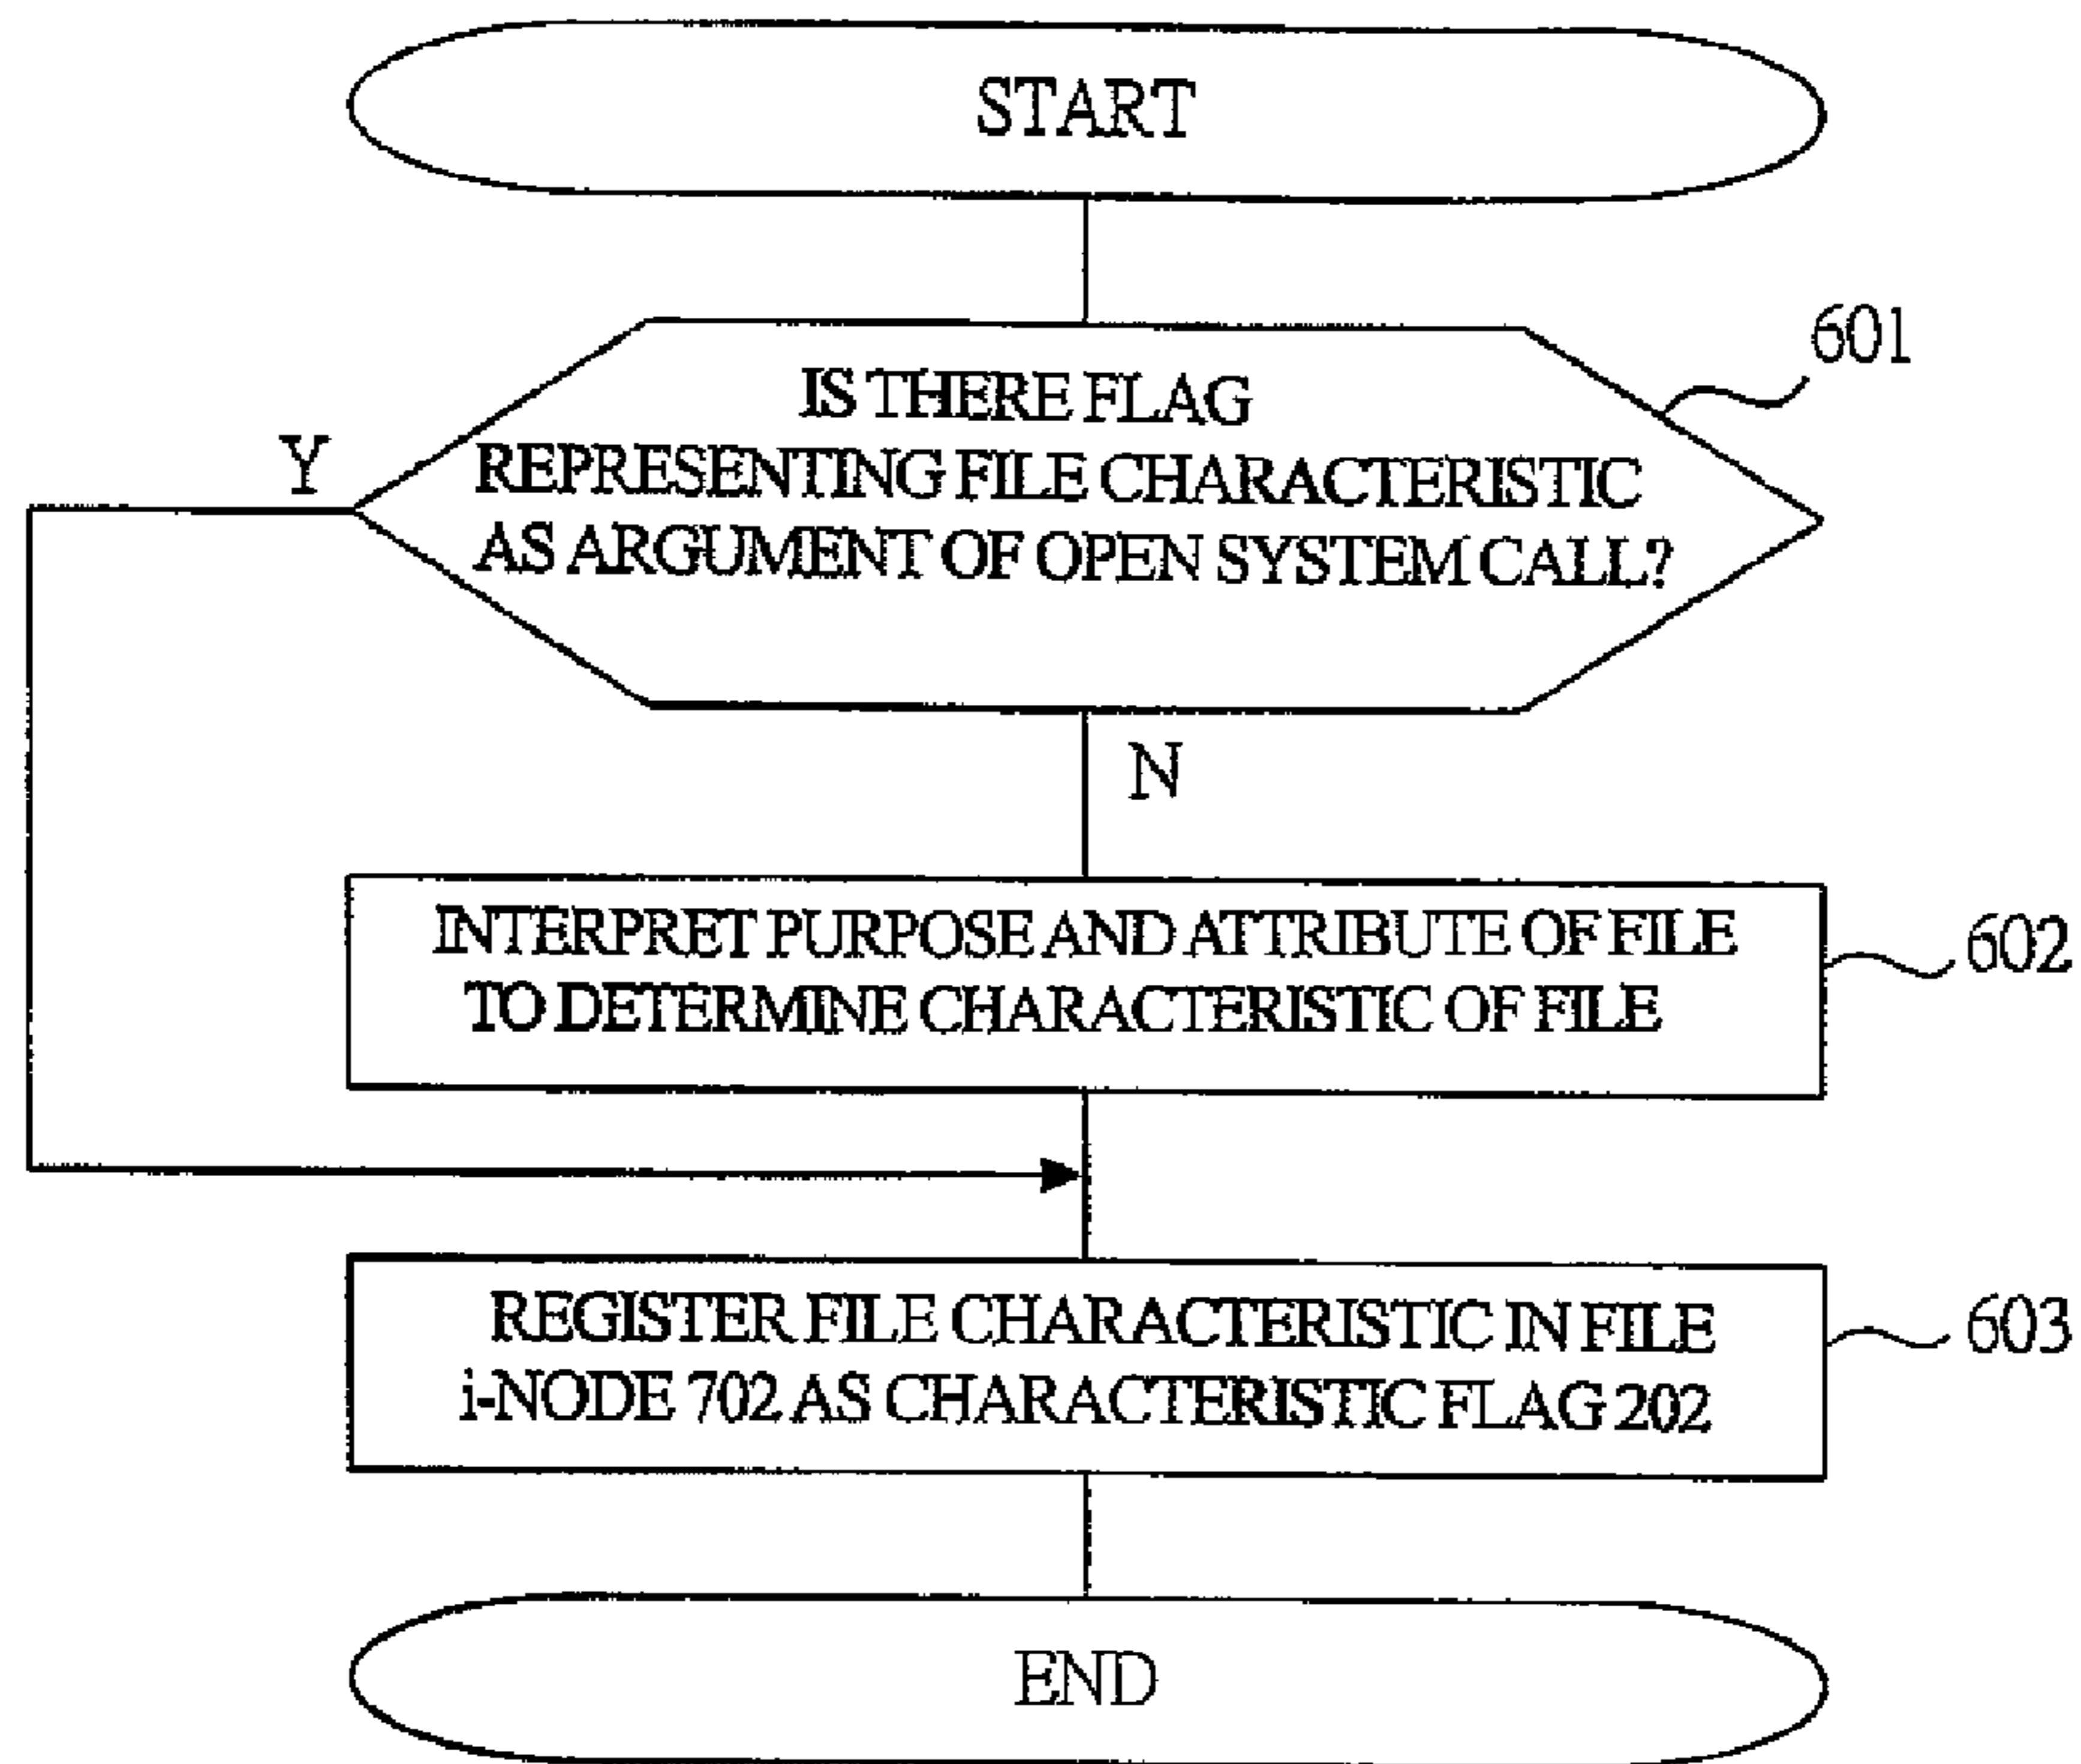 START
601
IS THERE FLAG
REPRESENTING FILE CHARACTERISTIC
AS ARGUMENT OF OPEN SYSTEM CALL?
Y
N
INTERPRET PURPOSE AND ATTRIBUTE OF FILE
TO DETERMINE CHARACTERISTIC OF FILE
602
REGISTER FILE CHARACTERISTIC IN FILE
i-NODE 702 AS CHARACTERISTIC FLAG 202
603
END